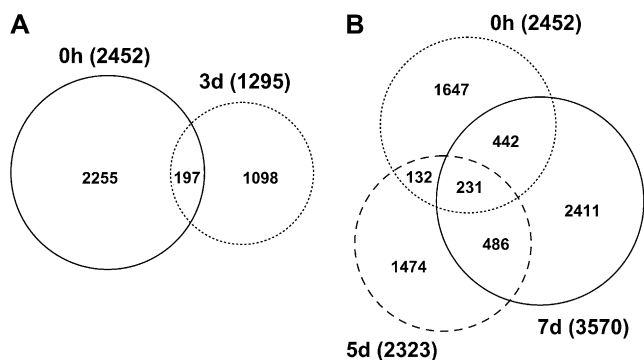 A
0h (2452)
3d (1295)
2255
197
1098
B
0h (2452)
1647
442
132
231
2411
486
1474
7d (3570)
5d (2323)